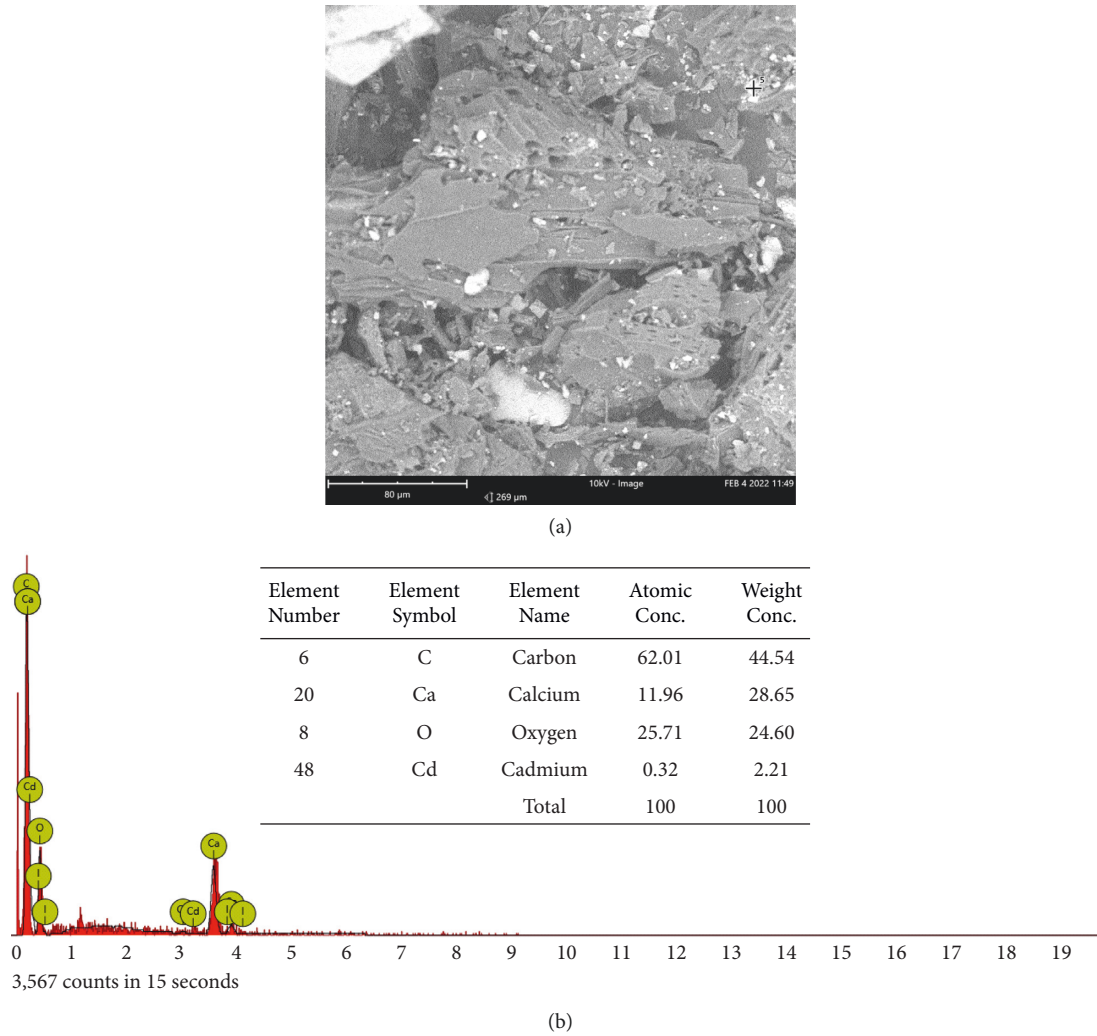 5
80 µm
269 µm
10kV - Image
FEB 4 2022 11:49
(a)
Element Number Element Symbol Element Name Atomic Conc. Weight Conc.
6 C Carbon 62.01 44.54
20 Ca Calcium 11.96 28.65
8 O Oxygen 25.71 24.60
48 Cd Cadmium 0.32 2.21
Total 100 100
C
Ca
Cd
O
I
I
Ca
Cd
I
I
0 1 2 3 4 5 6 7 8 9 10 11 12 13 14 15 16 17 18 19
3,567 counts in 15 seconds
(b)